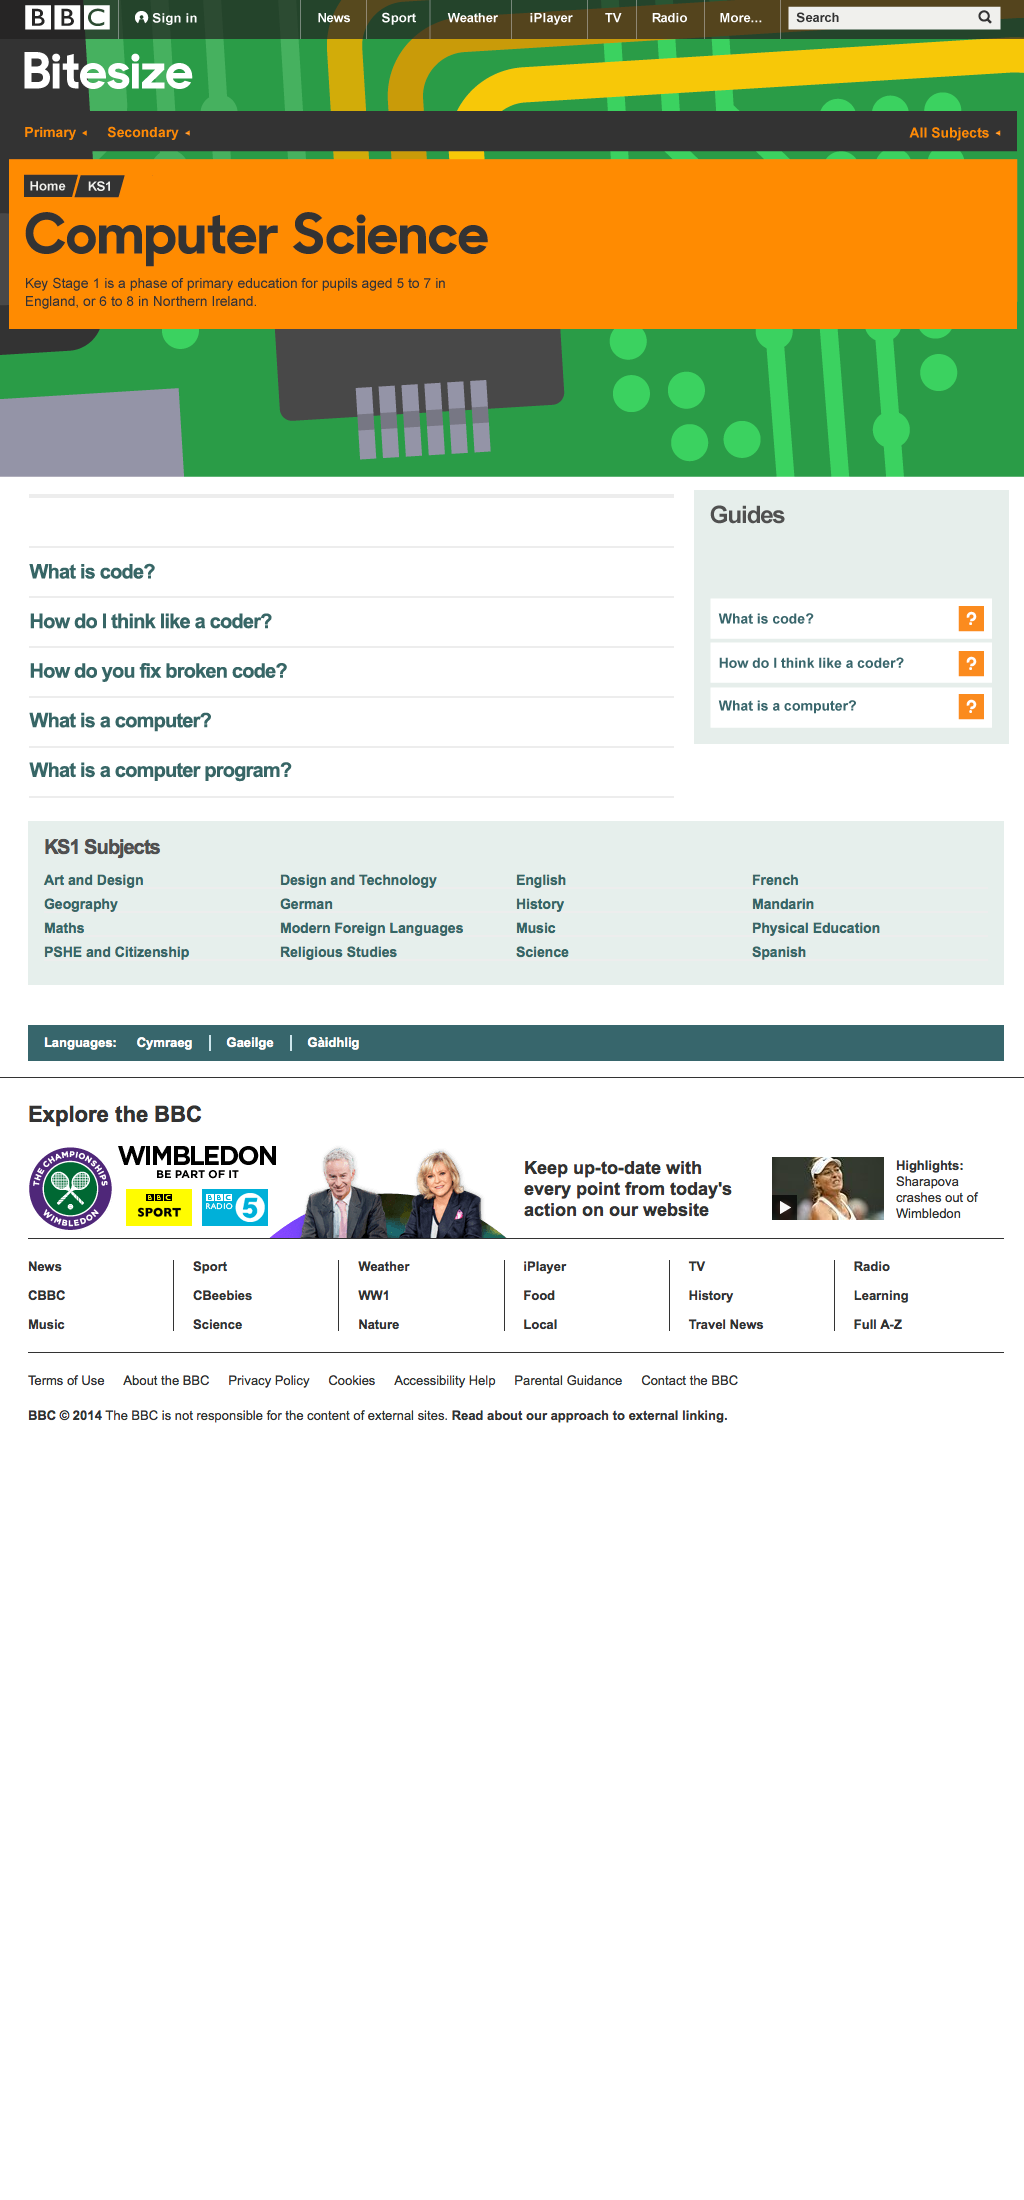 BBC
Sign in
News
Sport
Weather
iPlayer
TV
Radio
More...
Search
Bitesize
Primary
Secondary
All Subjects
Home
KS1
Computer Science
Key Stage 1 is a phase of primary education for pupils aged 5 to 7 in
England, or 6 to 8 in Northern Ireland.
What is code?
How do I think like a coder?
How do you fix broken code?
What is a computer?
What is a computer program?
Guides
What is code?
?
How do I think like a coder?
?
What is a computer?
?
KS1 Subjects
Art and Design
Design and Technology
English
French
Geography
German
History
Mandarin
Maths
Modern Foreign Languages
Music
Physical Education
PSHE and Citizenship
Religious Studies
Science
Spanish
Languages:
Cymraeg
Gaeilge
Gàidhlig
Explore the BBC
THE CHAMPIONSHIPS
WIMBLEDON
WIMBLEDON
BE PART OF IT
BBC
SPORT
BBC
RADIO
5
Keep up-to-date with
every point from today's
action on our website
Highlights:
Sharapova
crashes out of
Wimbledon
News
Sport
Weather
iPlayer
TV
Radio
CBBC
CBeebies
WW1
Food
History
Learning
Music
Science
Nature
Local
Travel News
Full A-Z
Terms of Use
About the BBC
Privacy Policy
Cookies
Accessibility Help
Parental Guidance
Contact the BBC
BBC © 2014 The BBC is not responsible for the content of external sites. Read about our approach to external linking.